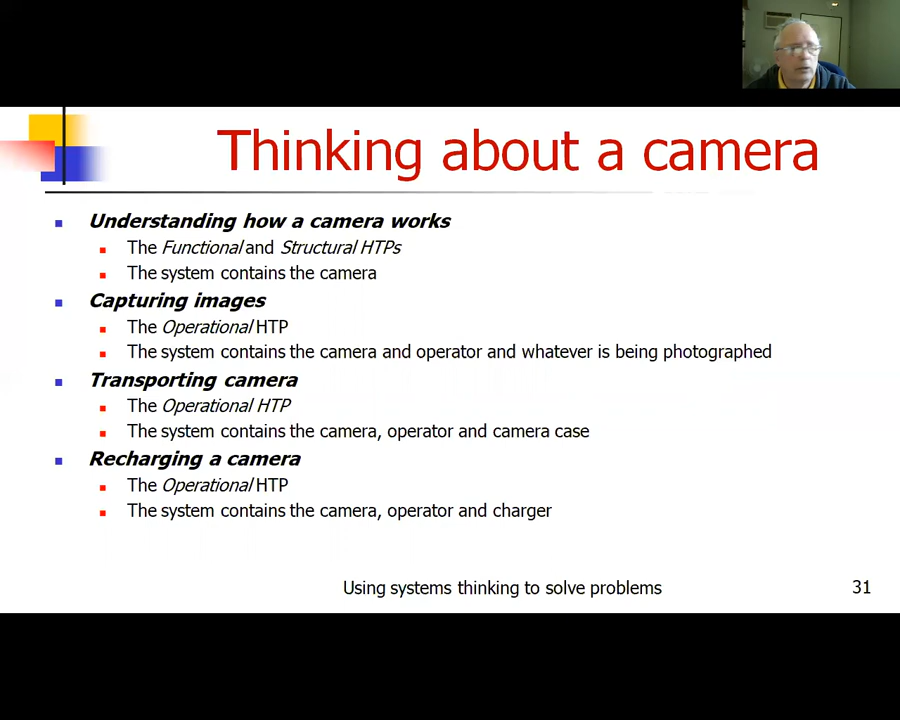 Thinking about a camera
Understanding how a camera works
The Functional and Structural HTPs
The system contains the camera
Capturing images
The Operational HTP
The system contains the camera and operator and whatever is being photographed
Transporting camera
The Operational HTP
The system contains the camera, operator and camera case
Recharging a camera
The Operational HTP
The system contains the camera, operator and charger
Using systems thinking to solve problems
31